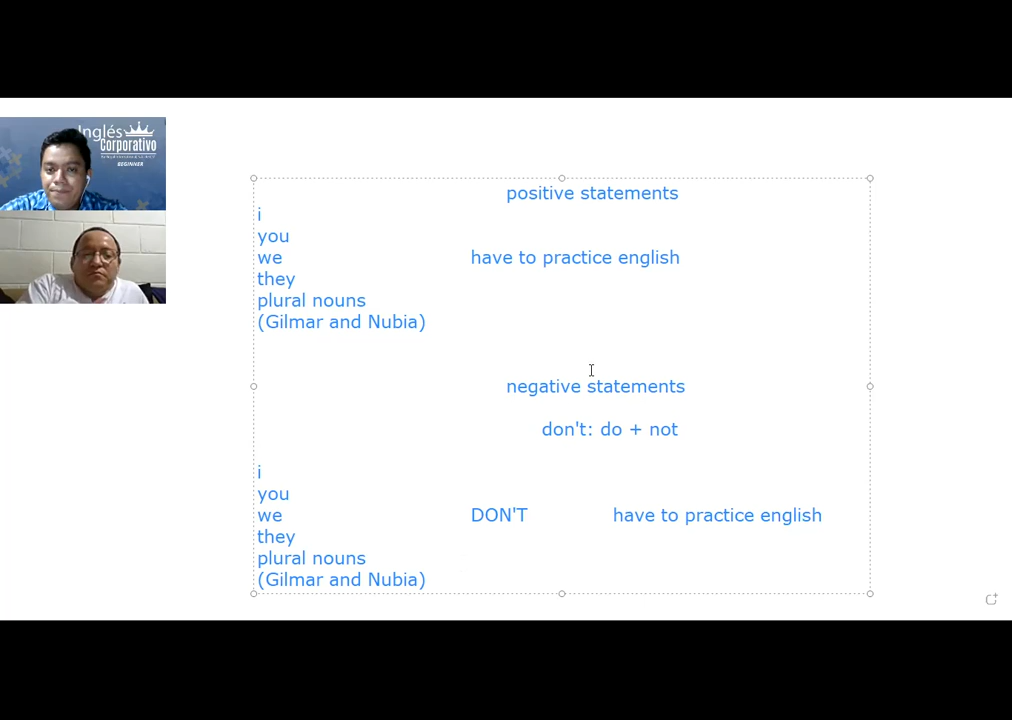 Inglés
Corporativo
BEGINNER
positive statements
i
you
we have to practice english
they
plural nouns
(Gilmar and Nubia)
negative statements
don't: do + not
i
you
we DON'T have to practice english
they
plural nouns
(Gilmar and Nubia)